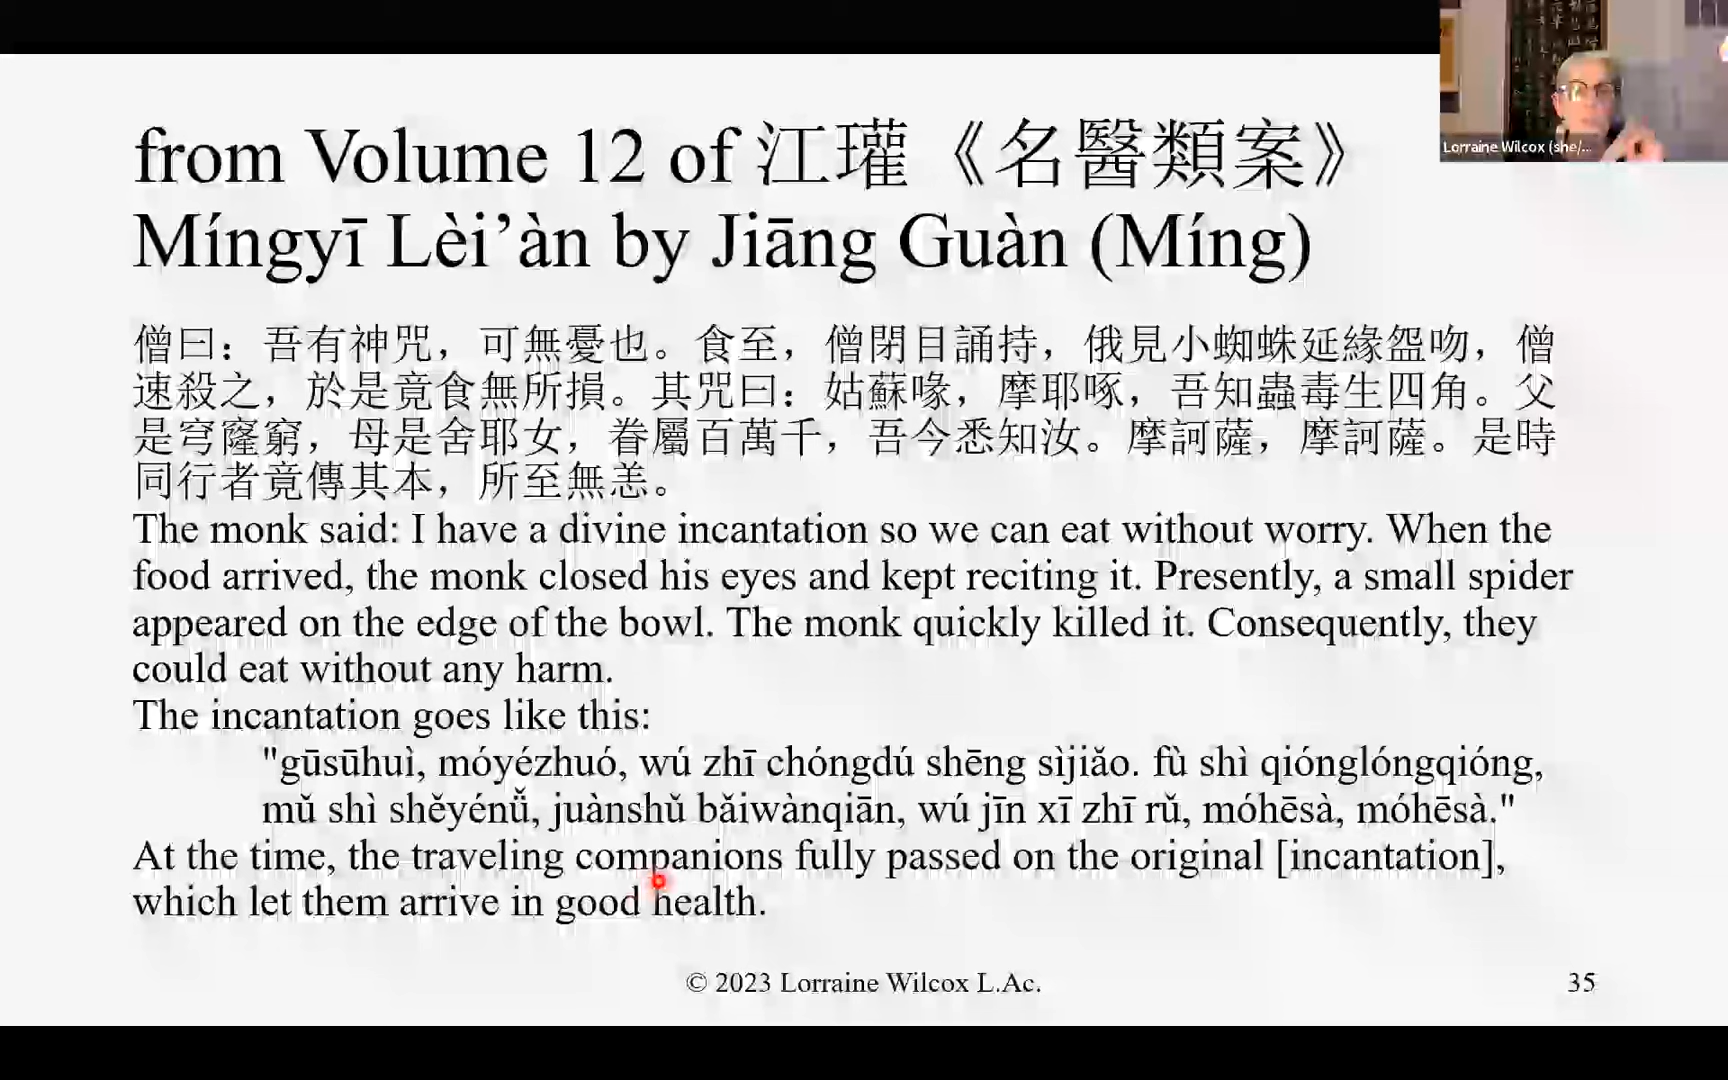 Lorraine Wilcox (she/...
from Volume 12 of 江瓘《名醫類案》
Míngyī Lèi’àn by Jiāng Guàn (Míng)
僧曰：吾有神咒，可無憂也。食至，僧閉目誦持，俄見小蜘蛛延緣盌吻，僧
速殺之，於是竟食無所損。其咒曰：姑蘇喙，摩耶啄，吾知蟲毒生四角。父
是穹窿窮，母是舍耶女，眷屬百萬千，吾今悉知汝。摩訶薩，摩訶薩。是時
同行者竟傳其本，所至無恙。
The monk said: I have a divine incantation so we can eat without worry. When the
food arrived, the monk closed his eyes and kept reciting it. Presently, a small spider
appeared on the edge of the bowl. The monk quickly killed it. Consequently, they
could eat without any harm.
The incantation goes like this:
"gūsūhuì, móyézhuó, wú zhī chóngdú shēng sìjiǎo. fù shì qiónglóngqióng,
mǔ shì shěyénǚ, juànshǔ bǎiwànqiān, wú jīn xī zhī rǔ, móhēsà, móhēsà."
At the time, the traveling companions fully passed on the original [incantation],
which let them arrive in good health.
© 2023 Lorraine Wilcox L.Ac.
35